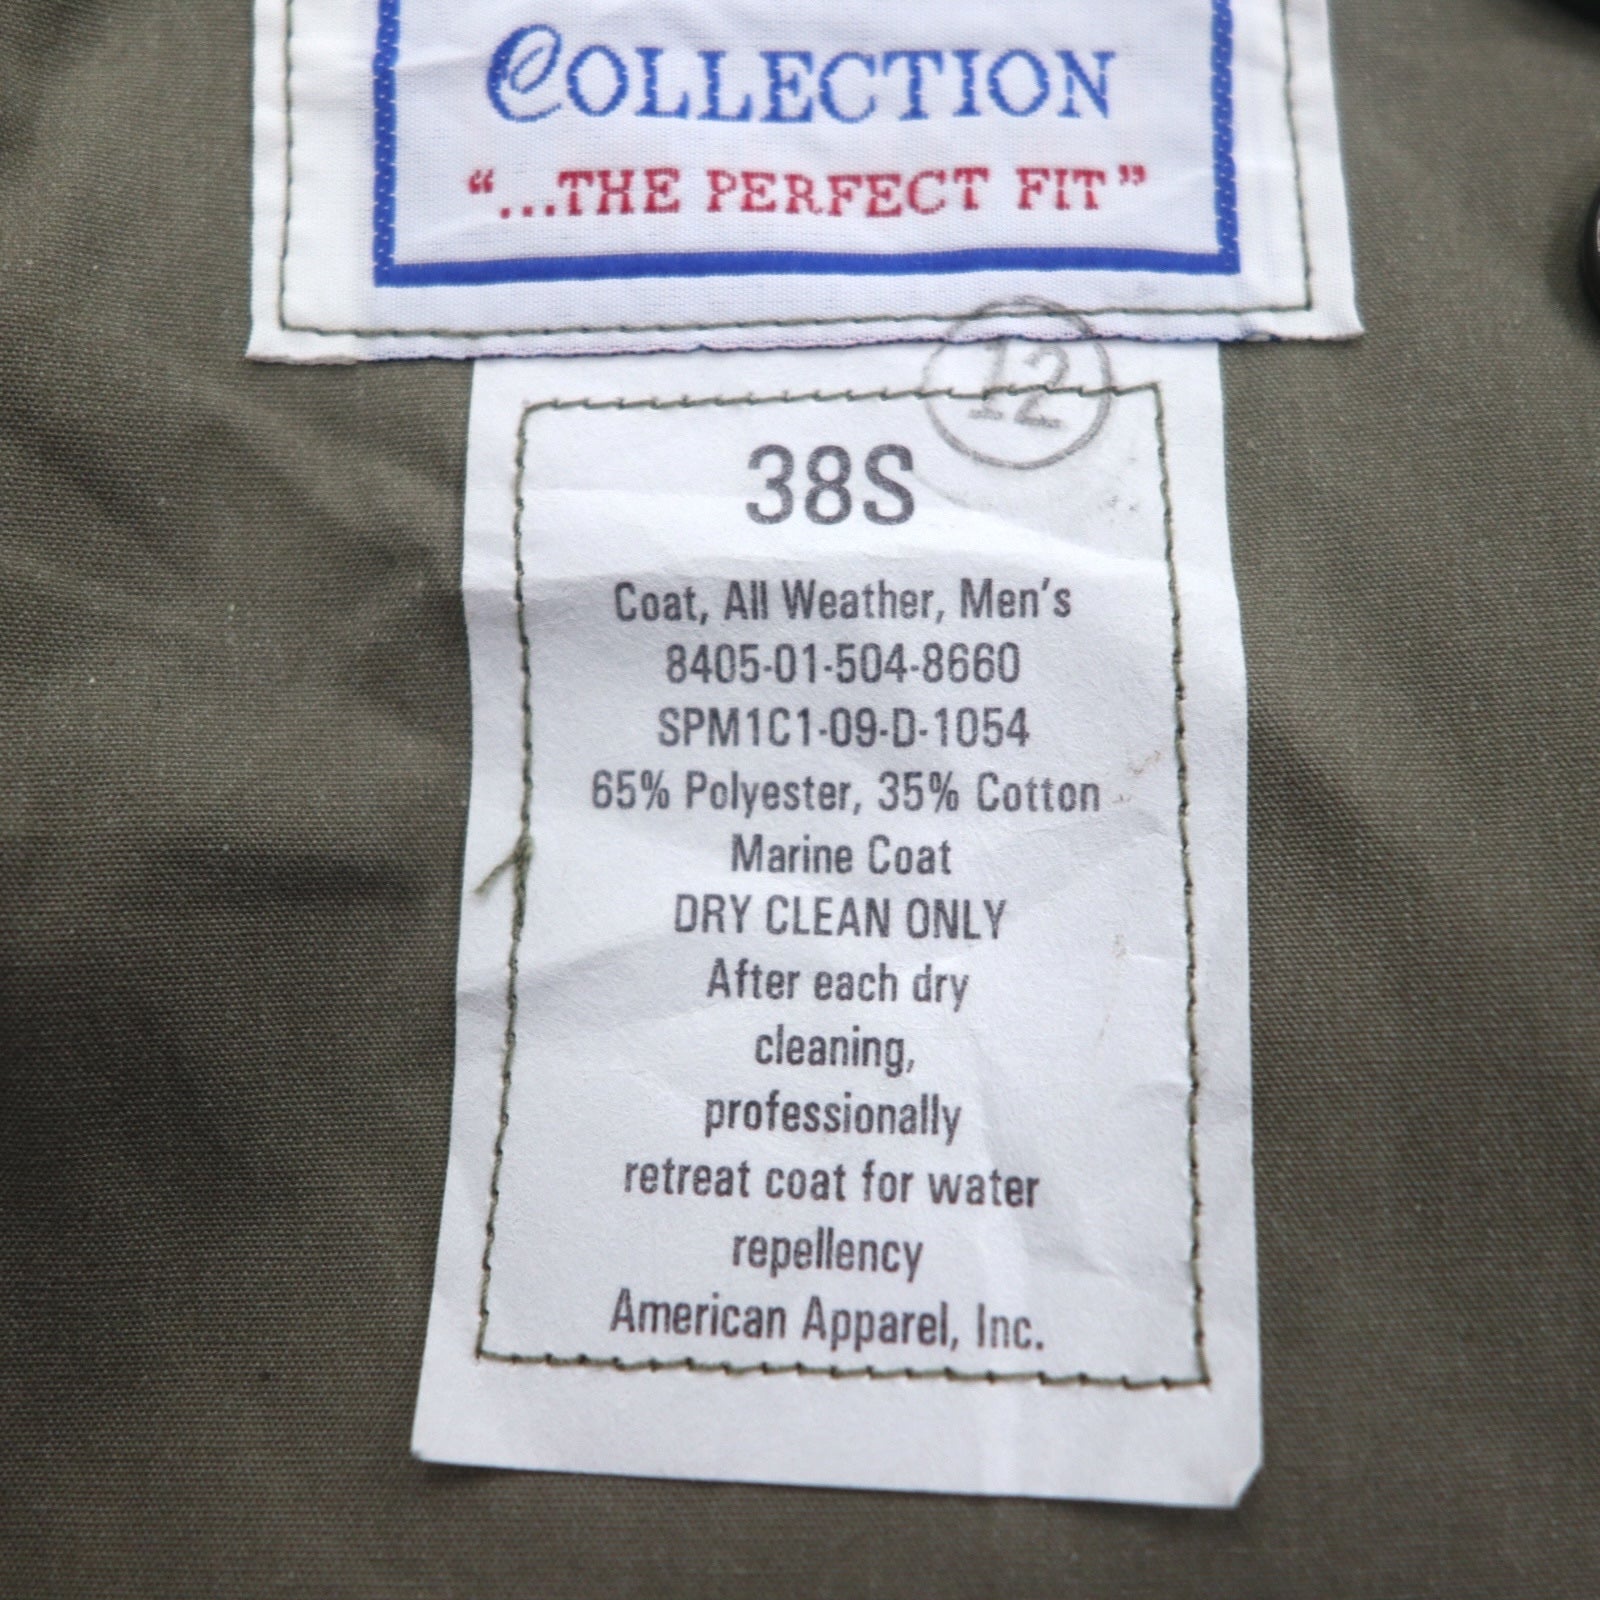 COLLECTION
“...THE PERFECT FIT”
12
38S
Coat, All Weather, Men's
8405-01-504-8660
SPM1C1-09-D-1054
65% Polyester, 35% Cotton
Marine Coat
DRY CLEAN ONLY
After each dry
cleaning,
professionally
retreat coat for water
repellency
American Apparel, Inc.